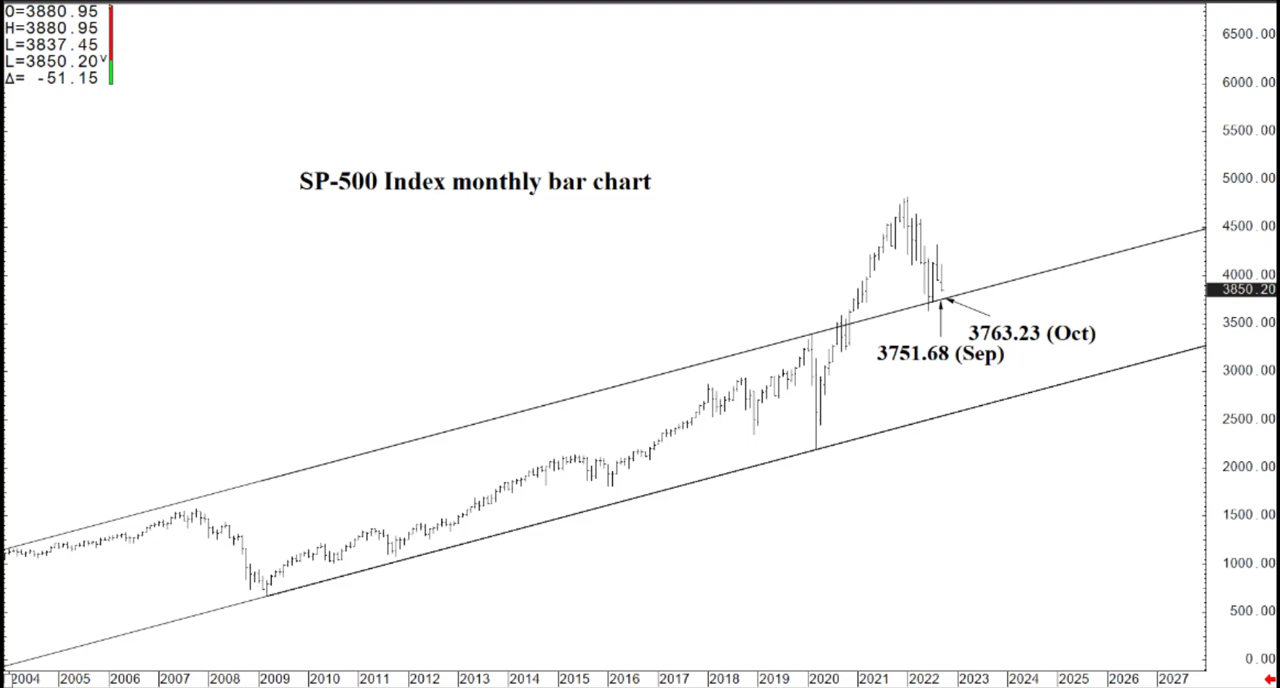 O=3880.95
H=3880.95
L=3837.45
L=3850.20v
Δ= -51.15
6500.00
6000.00
5500.00
SP-500 Index monthly bar chart
5000.00
4500.00
4000.00
3850.20
3500.00
3763.23 (Oct)
3751.68 (Sep)
3000.00
2500.00
2000.00
1500.00
1000.00
500.00
0.00
2004 2005 2006 2007 2008 2009 2010 2011 2012 2013 2014 2015 2016 2017 2018 2019 2020 2021 2022 2023 2024 2025 2026 2027